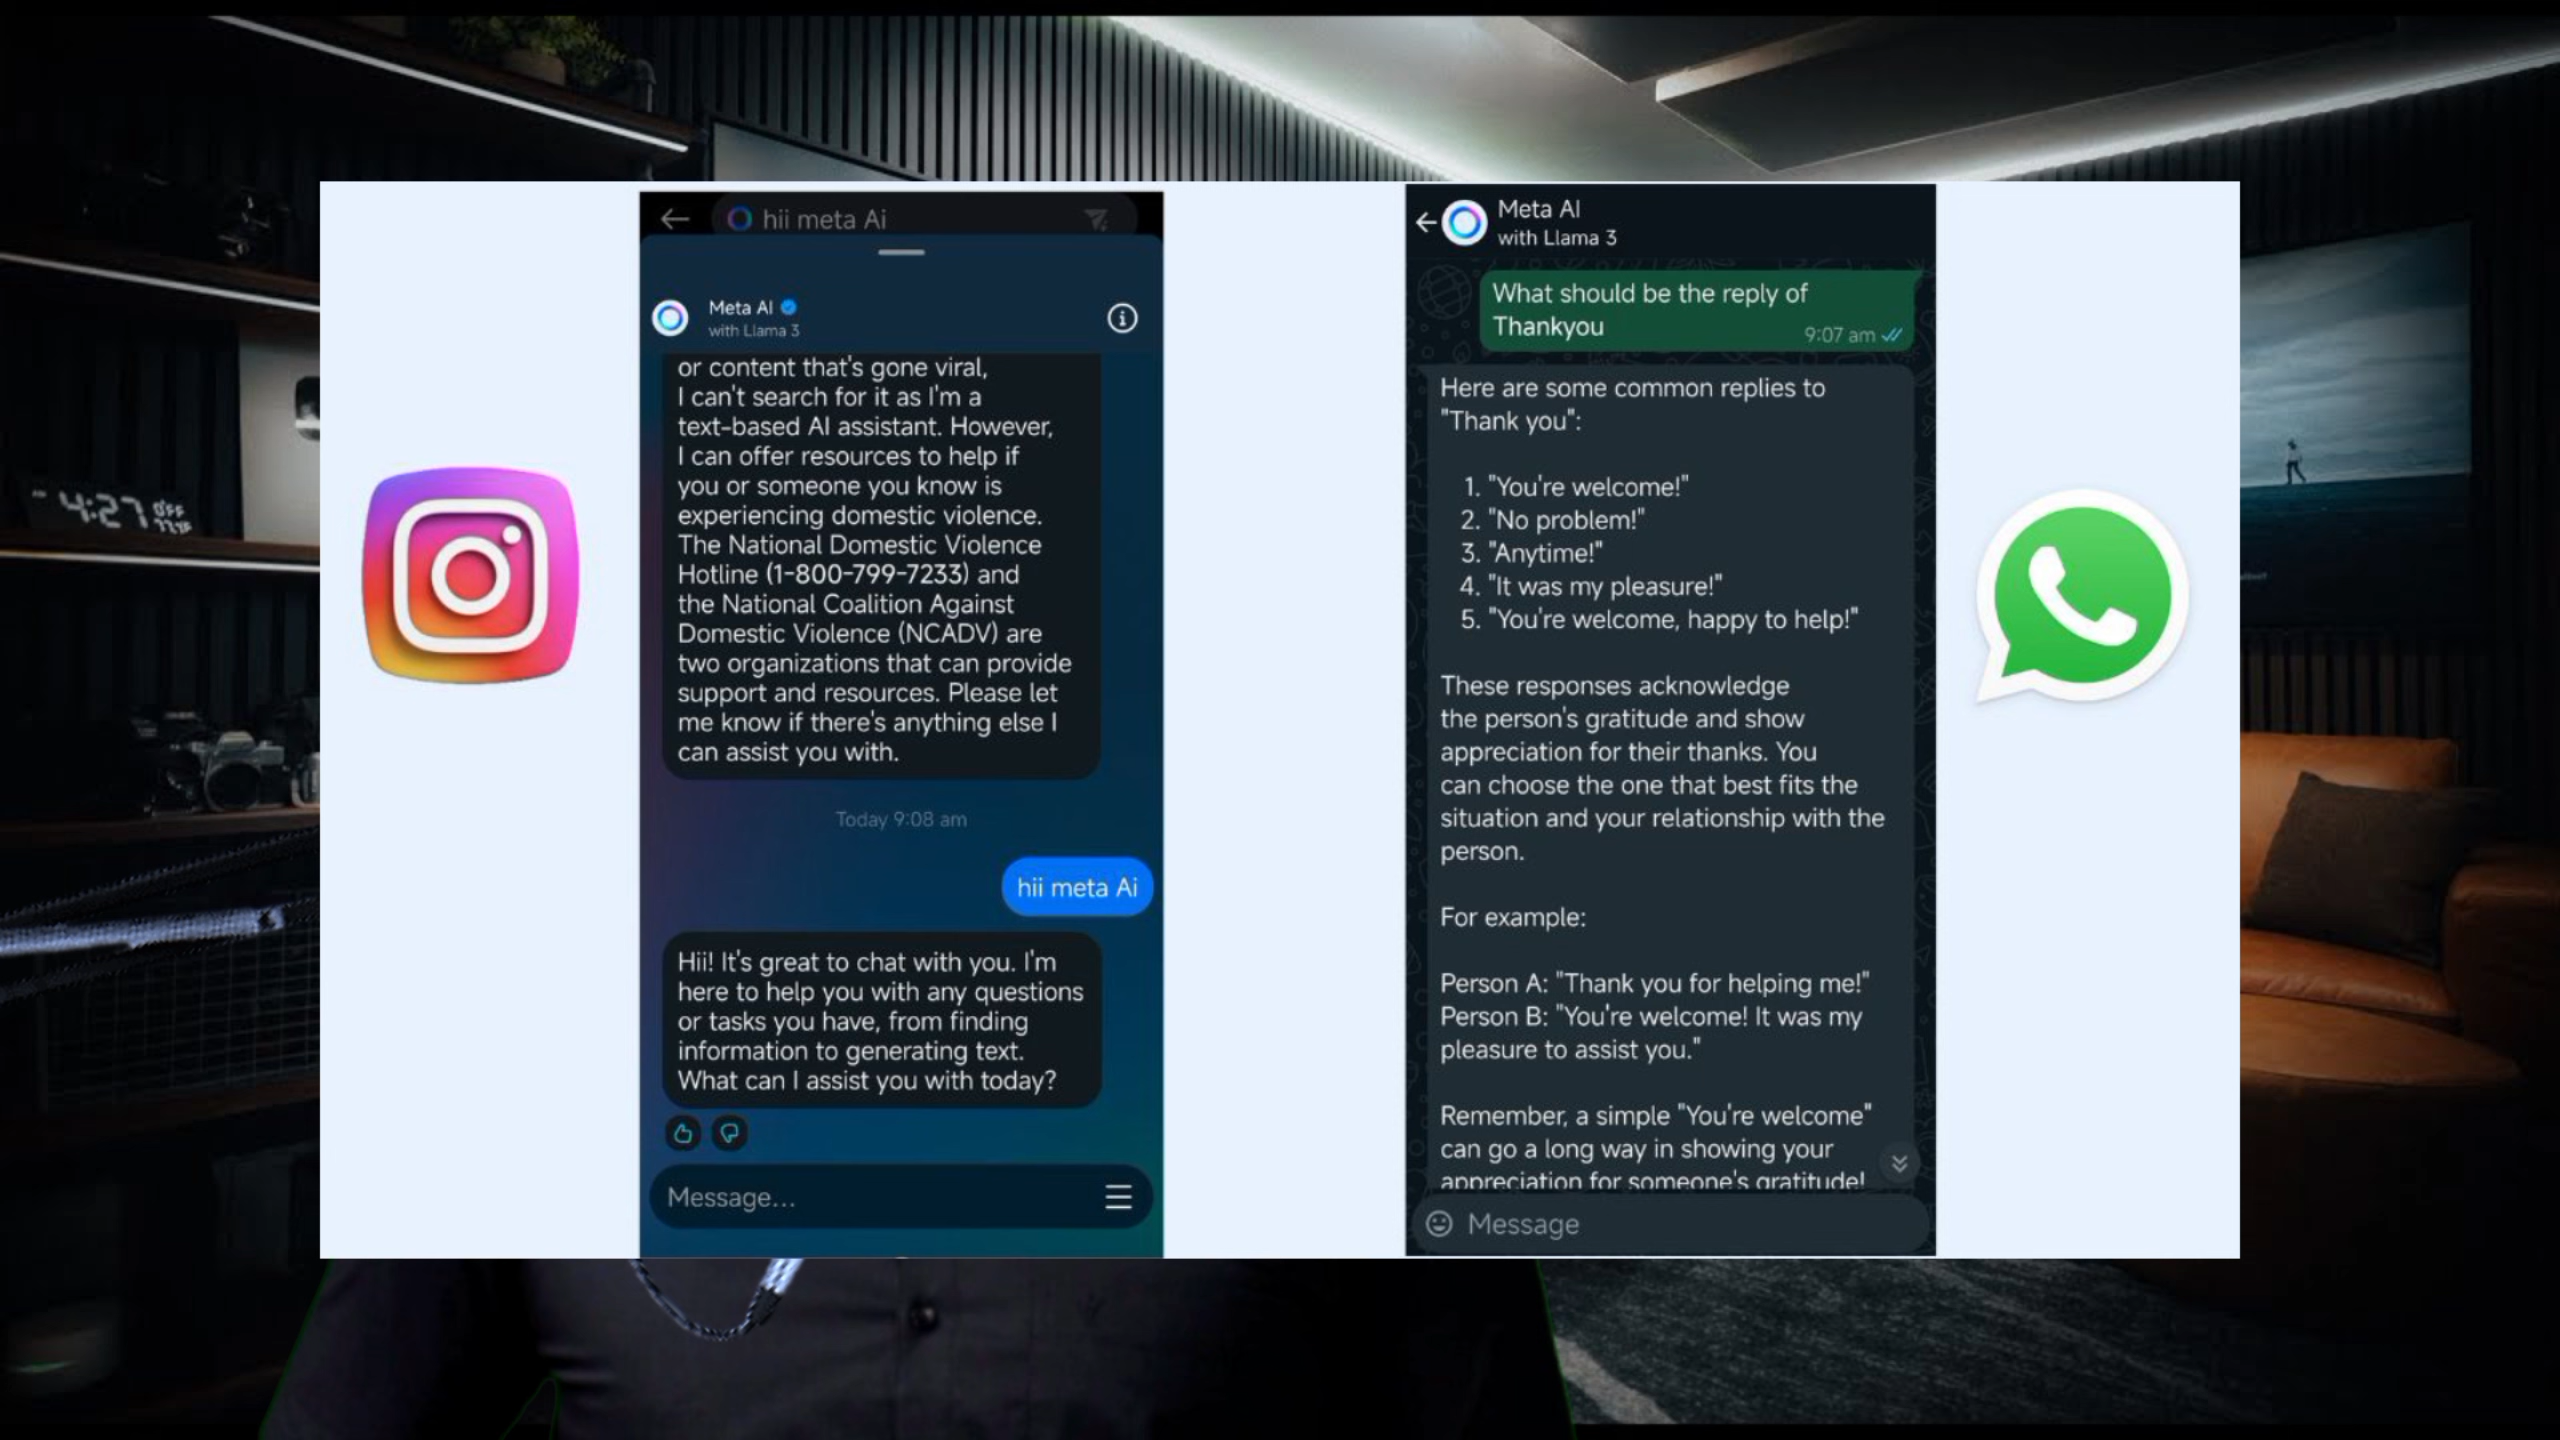 hii meta Ai
Meta AI
with Llama 3
or content that's gone viral,
I can't search for it as I'm a
text-based AI assistant. However,
I can offer resources to help if
you or someone you know is
experiencing domestic violence.
The National Domestic Violence
Hotline (1-800-799-7233) and
the National Coalition Against
Domestic Violence (NCADV) are
two organizations that can provide
support and resources. Please let
me know if there's anything else I
can assist you with.
Today 9:08 am
hii meta Ai
Hii! It's great to chat with you. I'm
here to help you with any questions
or tasks you have, from finding
information to generating text.
What can I assist you with today?
Message...
Meta AI
with Llama 3
What should be the reply of
Thankyou
9:07 am
Here are some common replies to
"Thank you":
1. "You're welcome!"
2. "No problem!"
3. "Anytime!"
4. "It was my pleasure!"
5. "You're welcome, happy to help!"
These responses acknowledge
the person's gratitude and show
appreciation for their thanks. You
can choose the one that best fits the
situation and your relationship with the
person.
For example:
Person A: "Thank you for helping me!"
Person B: "You're welcome! It was my
pleasure to assist you."
Remember, a simple "You're welcome"
can go a long way in showing your
appreciation for someone's gratitude!
Message
4:27